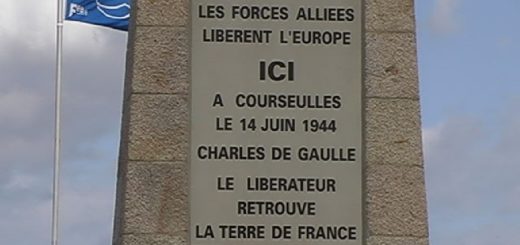 LES FORCES ALLIEES
LIBERENT L'EUROPE
ICI
A COURSEULLES
LE 14 JUIN 1944
CHARLES DE GAULLE
LE LIBERATEUR
RETROUVE
LA TERRE DE FRANCE